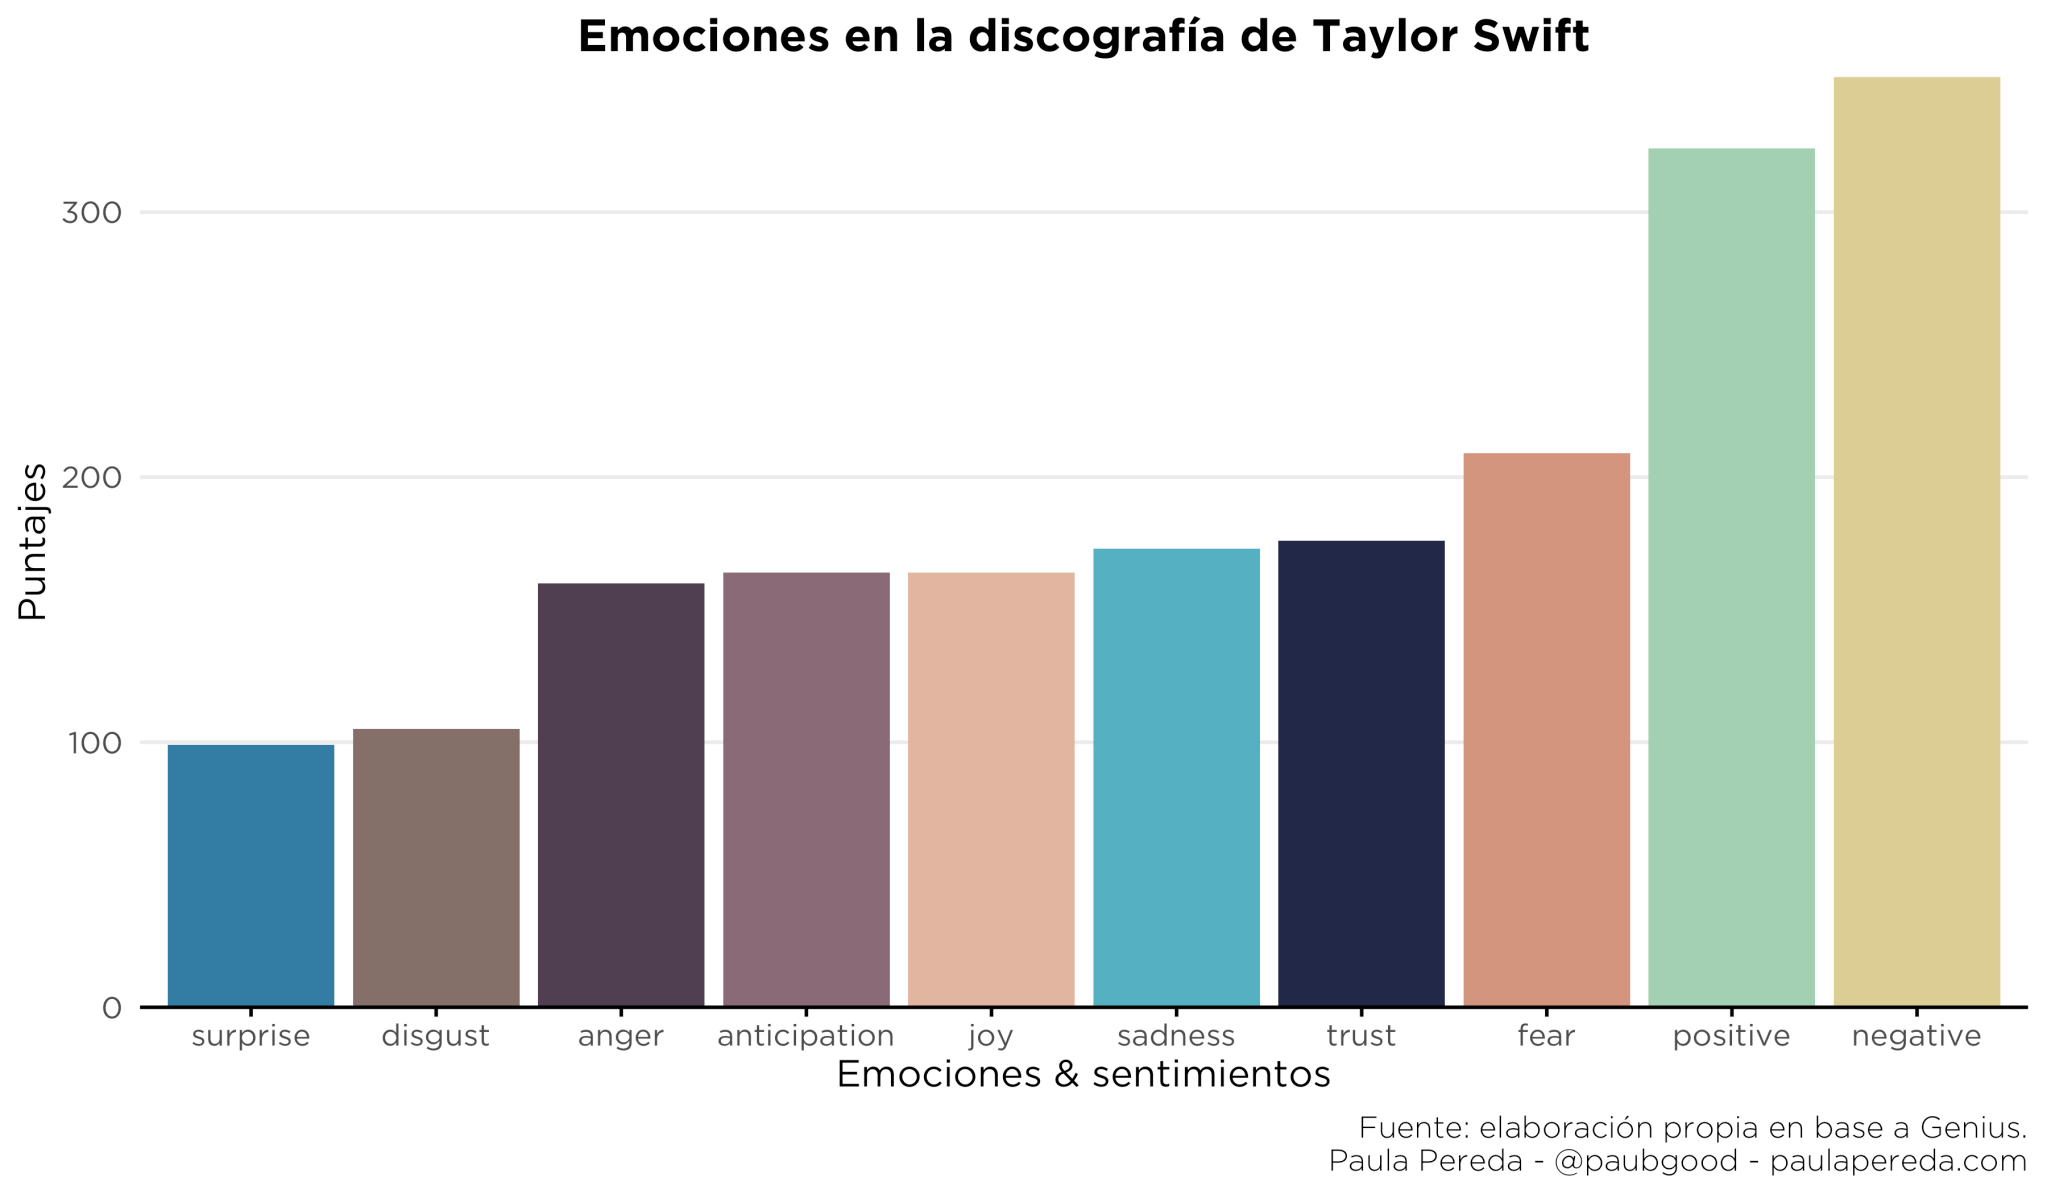 Emociones en la discografía de Taylor Swift
300
200
100
0
Puntajes
surprise disgust anger anticipation joy sadness trust fear positive negative
Emociones & sentimientos
Fuente: elaboración propia en base a Genius.
Paula Pereda - @paubgood - paulapereda.com